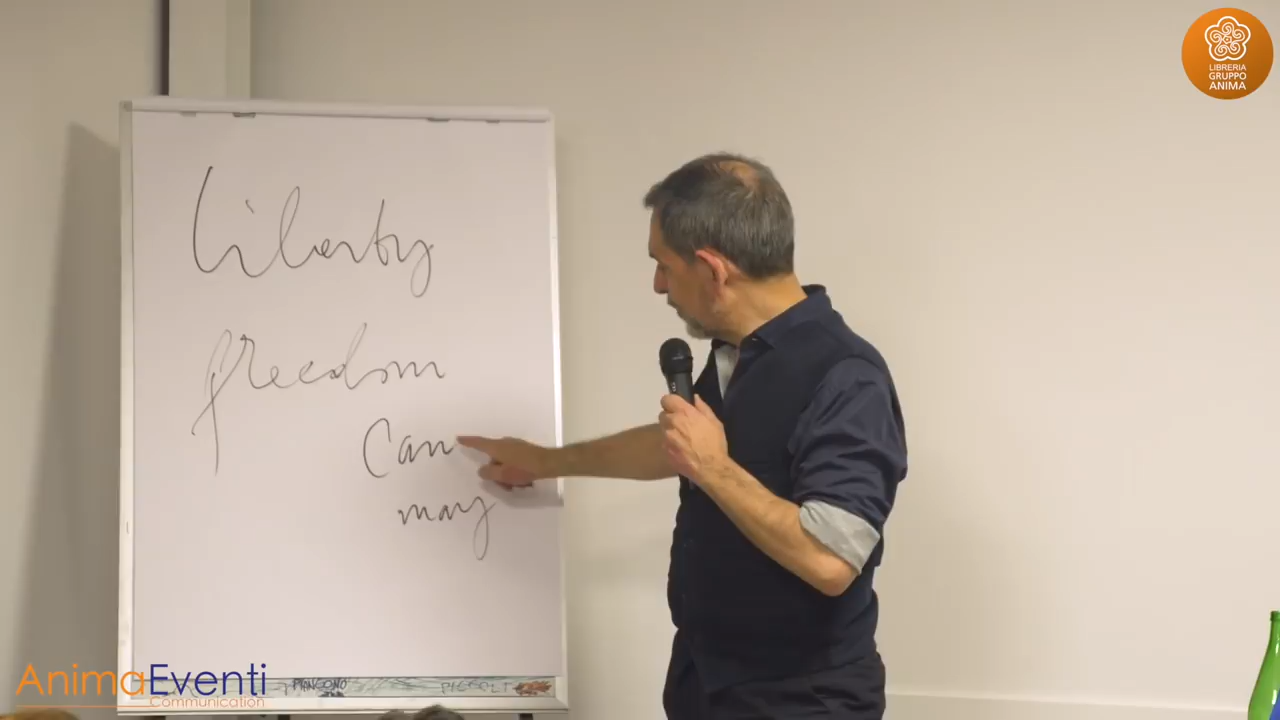 LIBRERIA
GRUPPO
ANIMA
Liberty
freedom
Can
may
AnimaEventi
Communication